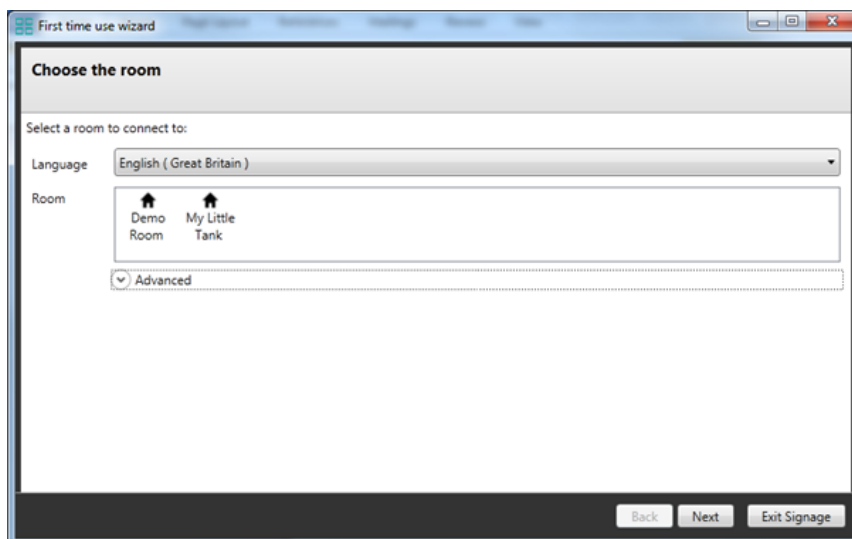 First time use wizard
Choose the room
Select a room to connect to:
Language
English ( Great Britain )
Room
Demo
Room
My Little
Tank
Advanced
Back
Next
Exit Signage